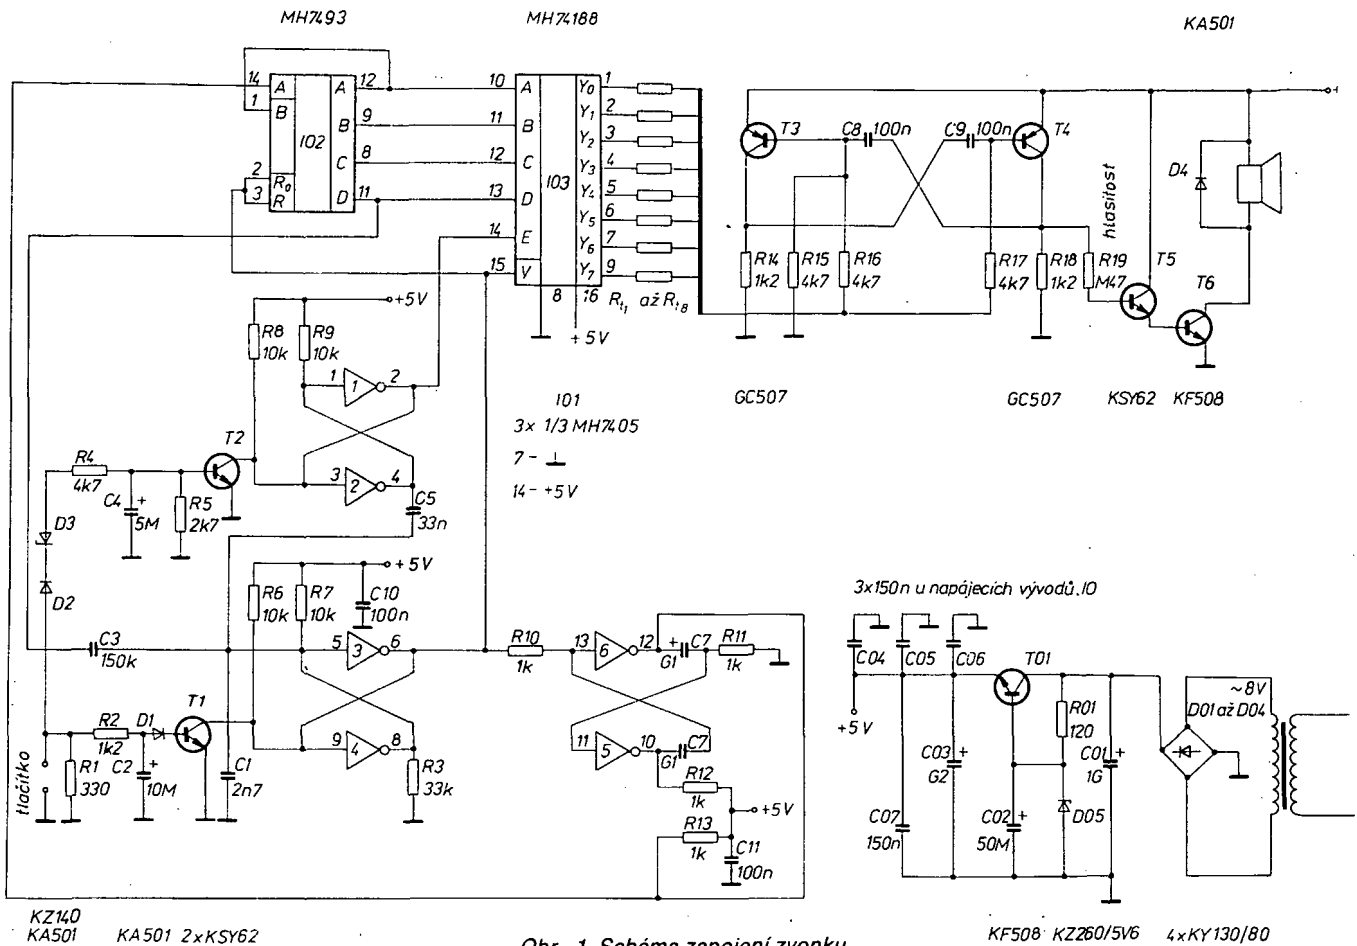 MH7493
MH74188
KA501
14 A
1 B
2 R0
3 R
IO2
A 12
B 9
C 8
D 11
10 A
11 B
12 C
13 D
14 E
15 V
IO3
Y0 1
Y1 2
Y2 3
Y3 4
Y4 5
Y5 6
Y6 7
Y7 9
8
16
+5V
Rt1 až Rt8
T3
C8 100n
C9 100n
T4
D4
hlasitost
R14
1k2
R15
4k7
R16
4k7
R17
4k7
R18
1k2
R19
M47
T5
T6
GC507
GC507
KSY62
KF508
+5V
R8
10k
R9
10k
1 1 2
3 2 4
IO1
3x 1/3 MH7405
7 - ⊥
14 - +5V
T2
R4
4k7
C4 +
5M
R5
2k7
C5
33n
D3
D2
+5V
R6
10k
R7
10k
C10
100n
C3
150k
5 3 6
9 4 8
T1
R2
1k2
D1
tlačítko
R1
330
C2 +
10M
C1
2n7
R3
33k
R10
1k
13 6 12
+ C7
G1
R11
1k
11 5 10
C7
G1
R12
1k
+5V
R13
1k
C11
100n
3x150n u napájecích vývodů IO
C04
C05
C06
T01
+5V
R01
120
~8V
D01 až D04
C03 +
G2
C01 +
1G
C07
150n
C02 +
50M
D05
KZ140
KA501
KA501 2xKSY62
KF508 KZ260/5V6 4xKY130/80
Obr. 1. Schéma zapojení zvonku